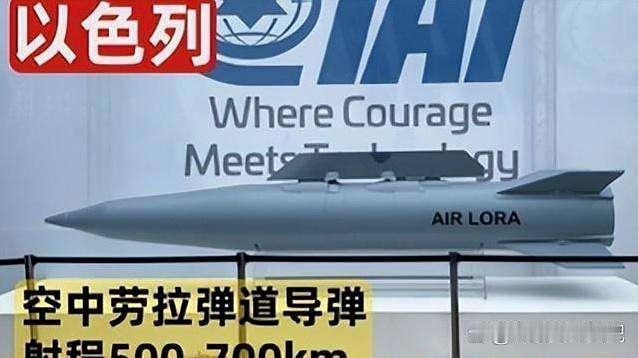 以色列
IAI
Where Courage
Meets Technology
AIR LORA
空中劳拉弹道导弹
射程500-700km